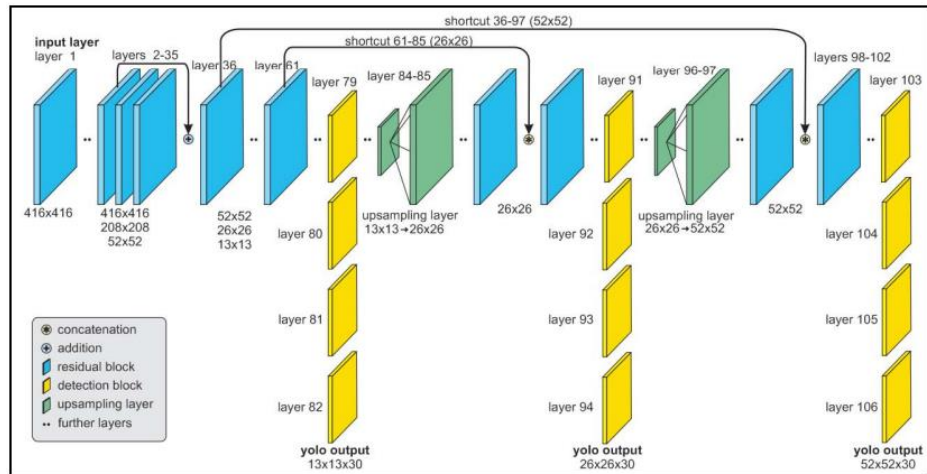 shortcut 36-97 (52x52)
input layer
layer 1
layers 2-35
shortcut 61-85 (26x26)
layer 36
layer 61
layer 79
layer 84-85
layer 91
layer 96-97
layers 98-102
layer 103
416x416
416x416
208x208
52x52
52x52
26x26
13x13
layer 80
upsampling layer
13x13→26x26
26x26
layer 92
upsampling layer
26x26→52x52
52x52
layer 104
layer 81
layer 93
layer 105
layer 82
layer 94
layer 106
concatenation
addition
residual block
detection block
upsampling layer
further layers
yolo output
13x13x30
yolo output
26x26x30
yolo output
52x52x30